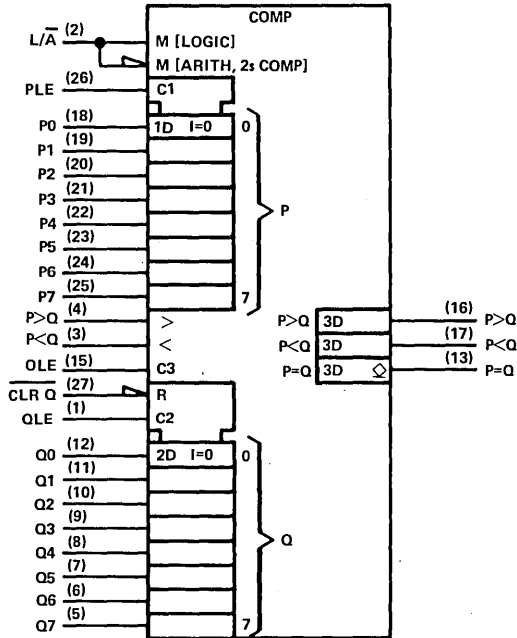 COMP
L/A̅ (2) M [LOGIC]
M [ARITH, 2s COMP]
PLE (26) C1
P0 (18) 1D I=0 0
P1 (19)
P2 (20)
P3 (21)
P4 (22) P
P5 (23)
P6 (24)
P7 (25) 7
P>Q (4) > P>Q 3D (16) P>Q
P<Q (3) < P<Q 3D (17) P<Q
OLE (15) C3 P=Q 3D (13) P=Q
C̅L̅R̅ Q̅ (27) R
QLE (1) C2
Q0 (12) 2D I=0 0
Q1 (11)
Q2 (10)
Q3 (9)
Q4 (8) Q
Q5 (7)
Q6 (6)
Q7 (5) 7